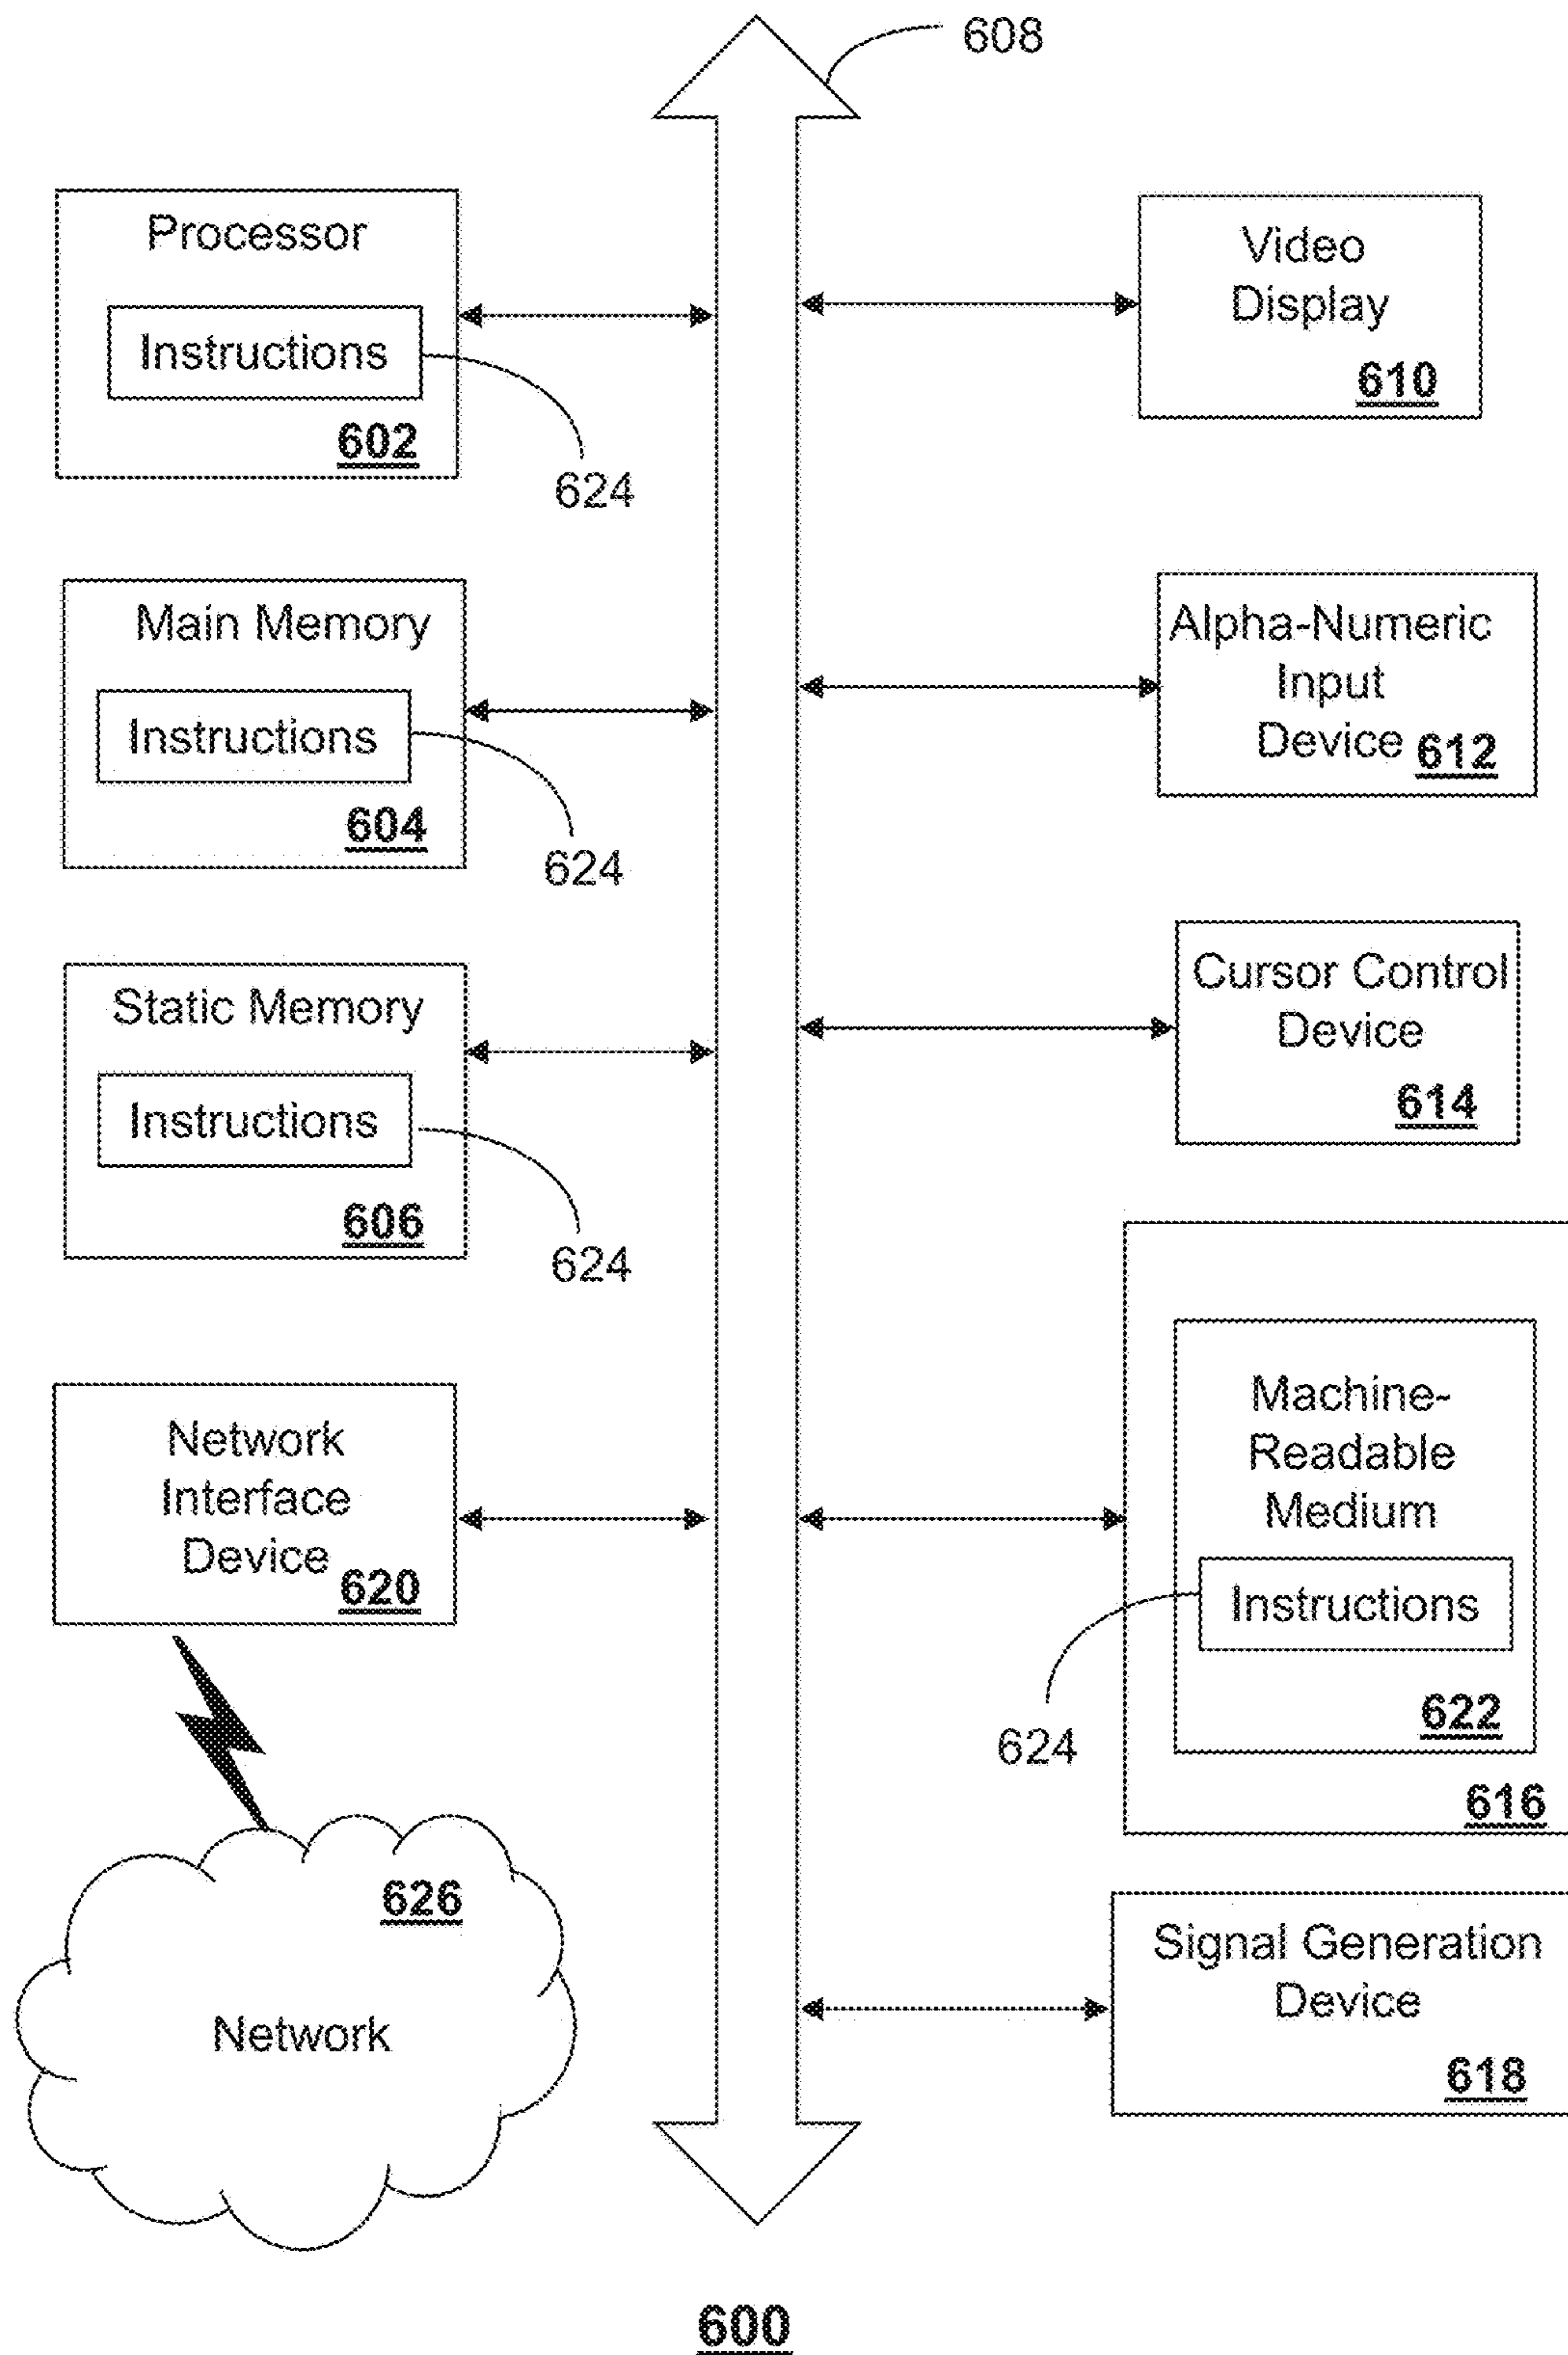 608
Processor
Instructions
602
624
Main Memory
Instructions
604
624
Static Memory
Instructions
606
624
Network
Interface
Device
620
626
Network
Video
Display
610
Alpha-Numeric
Input
Device
612
Cursor Control
Device
614
Machine-
Readable
Medium
Instructions
624
622
616
Signal Generation
Device
618
600